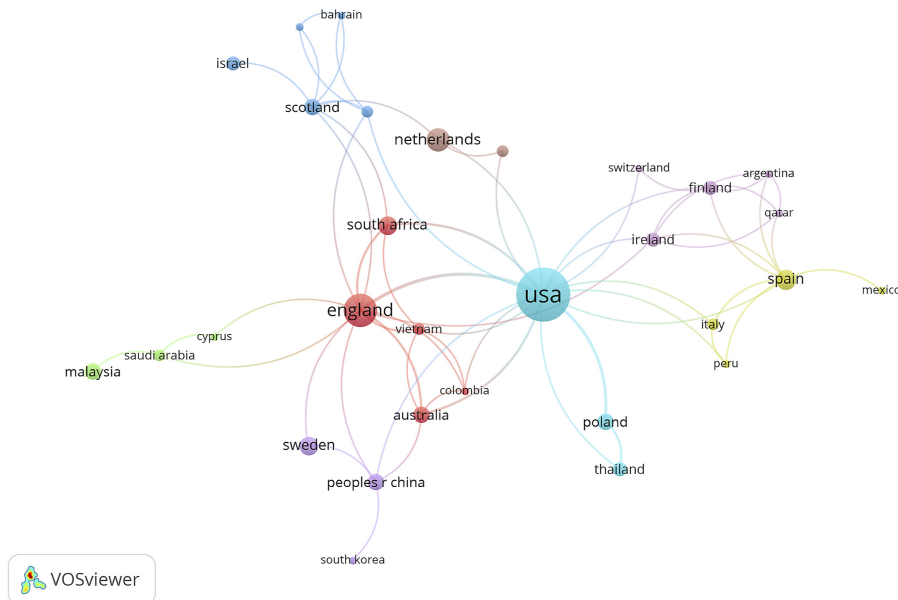 bahrain
israel
scotland
netherlands
switzerland
argentina
finland
qatar
south africa
ireland
spain
mexico
usa
england
vietnam
italy
cyprus
saudi arabia
peru
malaysia
colombia
australia
poland
sweden
thailand
peoples r china
south korea
VOSviewer